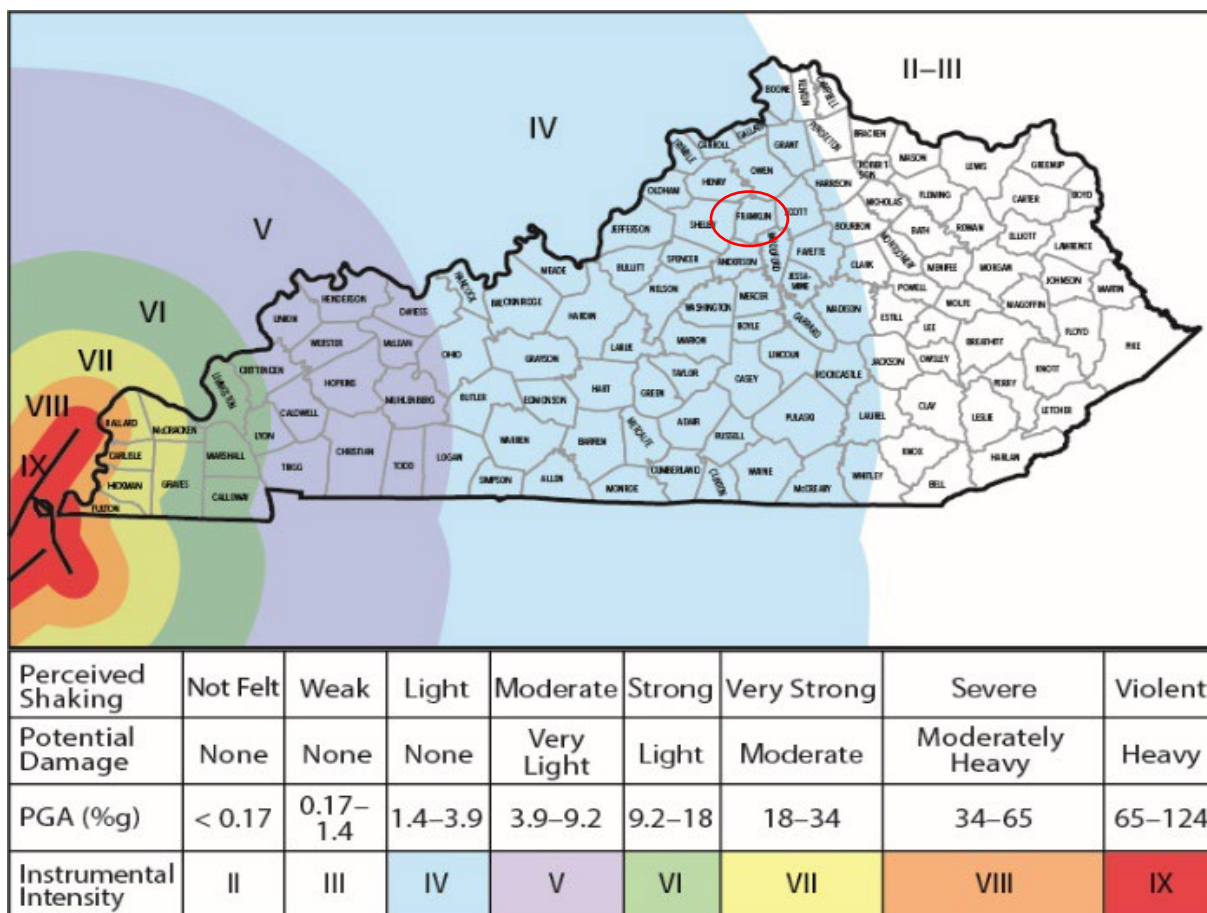 II–III
BOONE
KENTON
CAMPBELL
IV
GALLATIN
PENDLETON
BRACKEN
CARROLL
GRANT
TRIMBLE
MASON
LEWIS
GREENUP
OWEN
ROBERT-
SON
HENRY
OLDHAM
HARRISON
FLEMING
CARTER
BOYD
NICHOLAS
V
SHELBY
FRANKLIN
SCOTT
JEFFERSON
BOURBON
BATH
ROWAN
ELLIOTT
MONTGOMERY
LAWRENCE
WOODFORD
FAYETTE
SPENCER
ANDERSON
BULLITT
CLARK
MENIFEE
MORGAN
MEADE
HANCOCK
BRECKINRIDGE
NELSON
JESSA-
MINE
POWELL
JOHNSON
MARTIN
HENDERSON
UNION
DAVIESS
WASHINGTON
MERCER
GARRARD
MADISON
WOLFE
MAGOFFIN
VI
HARDIN
ESTILL
LEE
FLOYD
WEBSTER
McLEAN
OHIO
LARUE
MARION
BOYLE
BREATHITT
PIKE
VII
CRITTENDEN
GRAYSON
LINCOLN
JACKSON
OWSLEY
KNOTT
LIVINGSTON
HOPKINS
MUHLENBERG
BUTLER
EDMONSON
HART
GREEN
TAYLOR
CASEY
ROCKCASTLE
PERRY
VIII
BALLARD
McCRACKEN
CALDWELL
LYON
WARREN
BARREN
METCALFE
ADAIR
RUSSELL
PULASKI
LAUREL
CLAY
LESLIE
LETCHER
IX
CARLISLE
MARSHALL
TRIGG
CHRISTIAN
TODD
LOGAN
KNOX
HARLAN
HICKMAN
GRAVES
CALLOWAY
SIMPSON
ALLEN
MONROE
CUMBERLAND
CLINTON
WAYNE
McCREARY
WHITLEY
BELL
FULTON
Perceived Shaking Not Felt Weak Light Moderate Strong Very Strong Severe Violent
Potential Damage None None None Very Light Light Moderate Moderately Heavy Heavy
PGA (%g) < 0.17 0.17–1.4 1.4–3.9 3.9–9.2 9.2–18 18–34 34–65 65–124
Instrumental Intensity II III IV V VI VII VIII IX